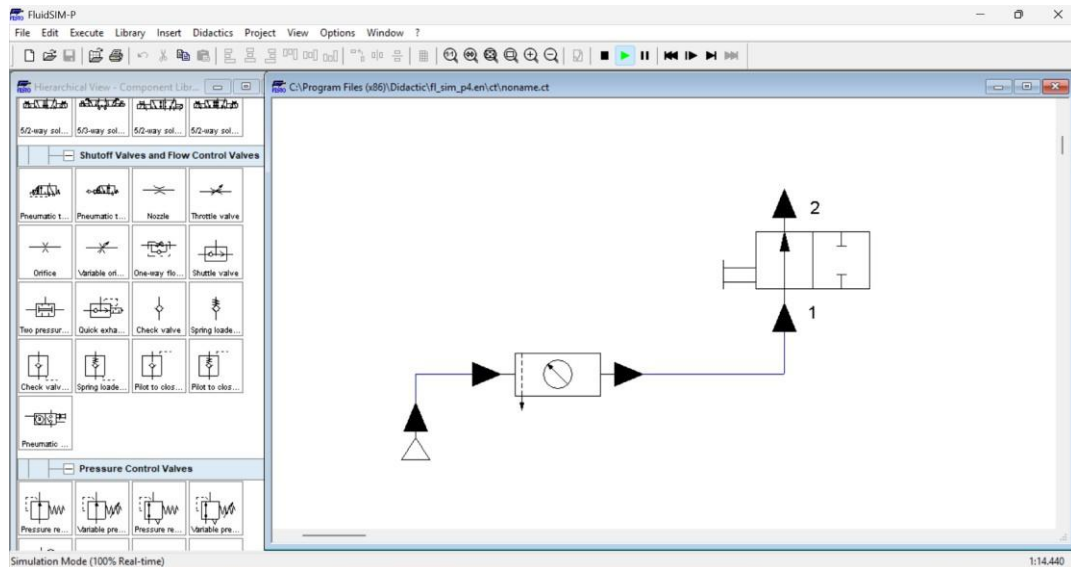 FluidSIM-P
File Edit Execute Library Insert Didactics Project View Options Window ?
Hierarchical View - Component Libr...
C:\Program Files (x86)\Didactic\fl_sim_p4.en\ct\noname.ct
5/2-way sol... 5/3-way sol... 5/2-way sol... 5/2-way sol...
Shutoff Valves and Flow Control Valves
Pneumatic t... Pneumatic t... Nozzle Throttle valve
Orifice Variable ori... One-way flo... Shuttle valve
Two pressur... Quick exha... Check valve Spring loade...
Check valv... Spring loade... Pilot to clos... Pilot to clos...
Pneumatic ...
Pressure Control Valves
Pressure re... Variable pre... Pressure re... Variable pre...
2
1
Simulation Mode (100% Real-time)
1:14.440